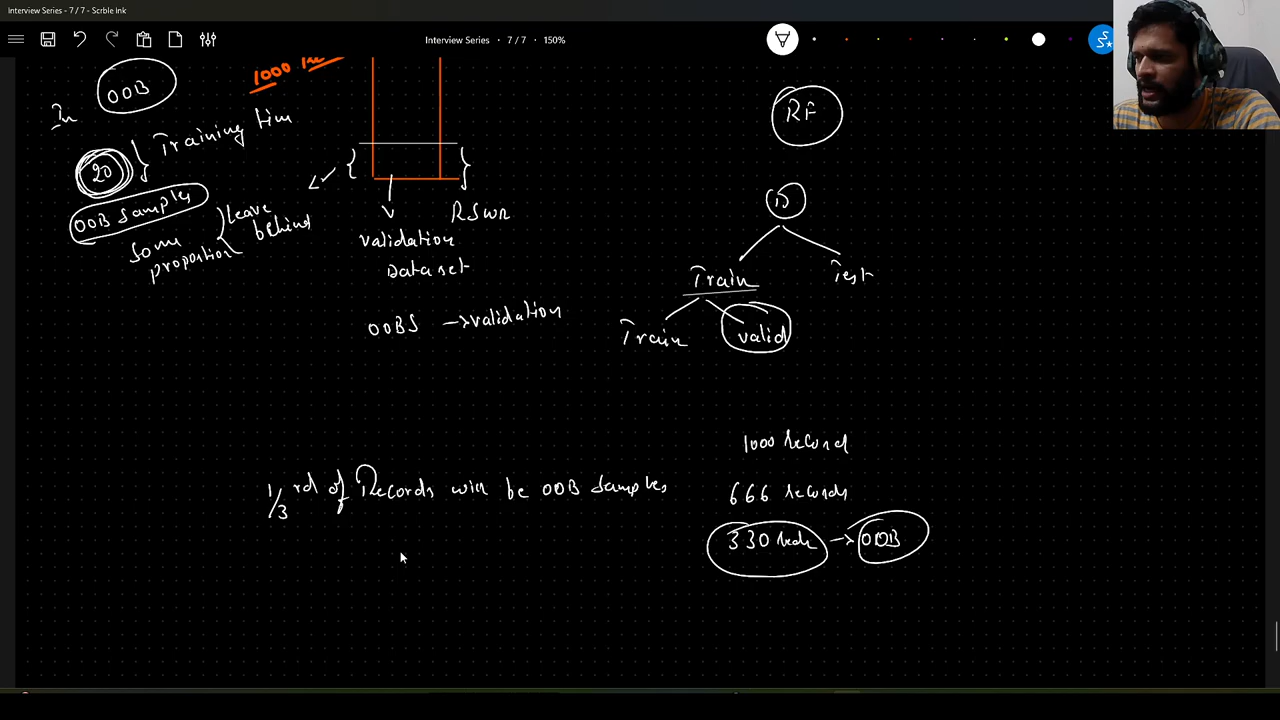 Interview Series - 7 / 7 - Scrble Ink
Interview Series - 7 / 7 • 150%
1000
In OOB
20 Training tim
OOB Samples
Some proportion
Leave behind
validation
Dataset
RSWR
OOBS → validation
RF
D
Train Test
Train valid
1/3 rd of Records will be OOB Samples
1000 Record
666 records
330 → OOB